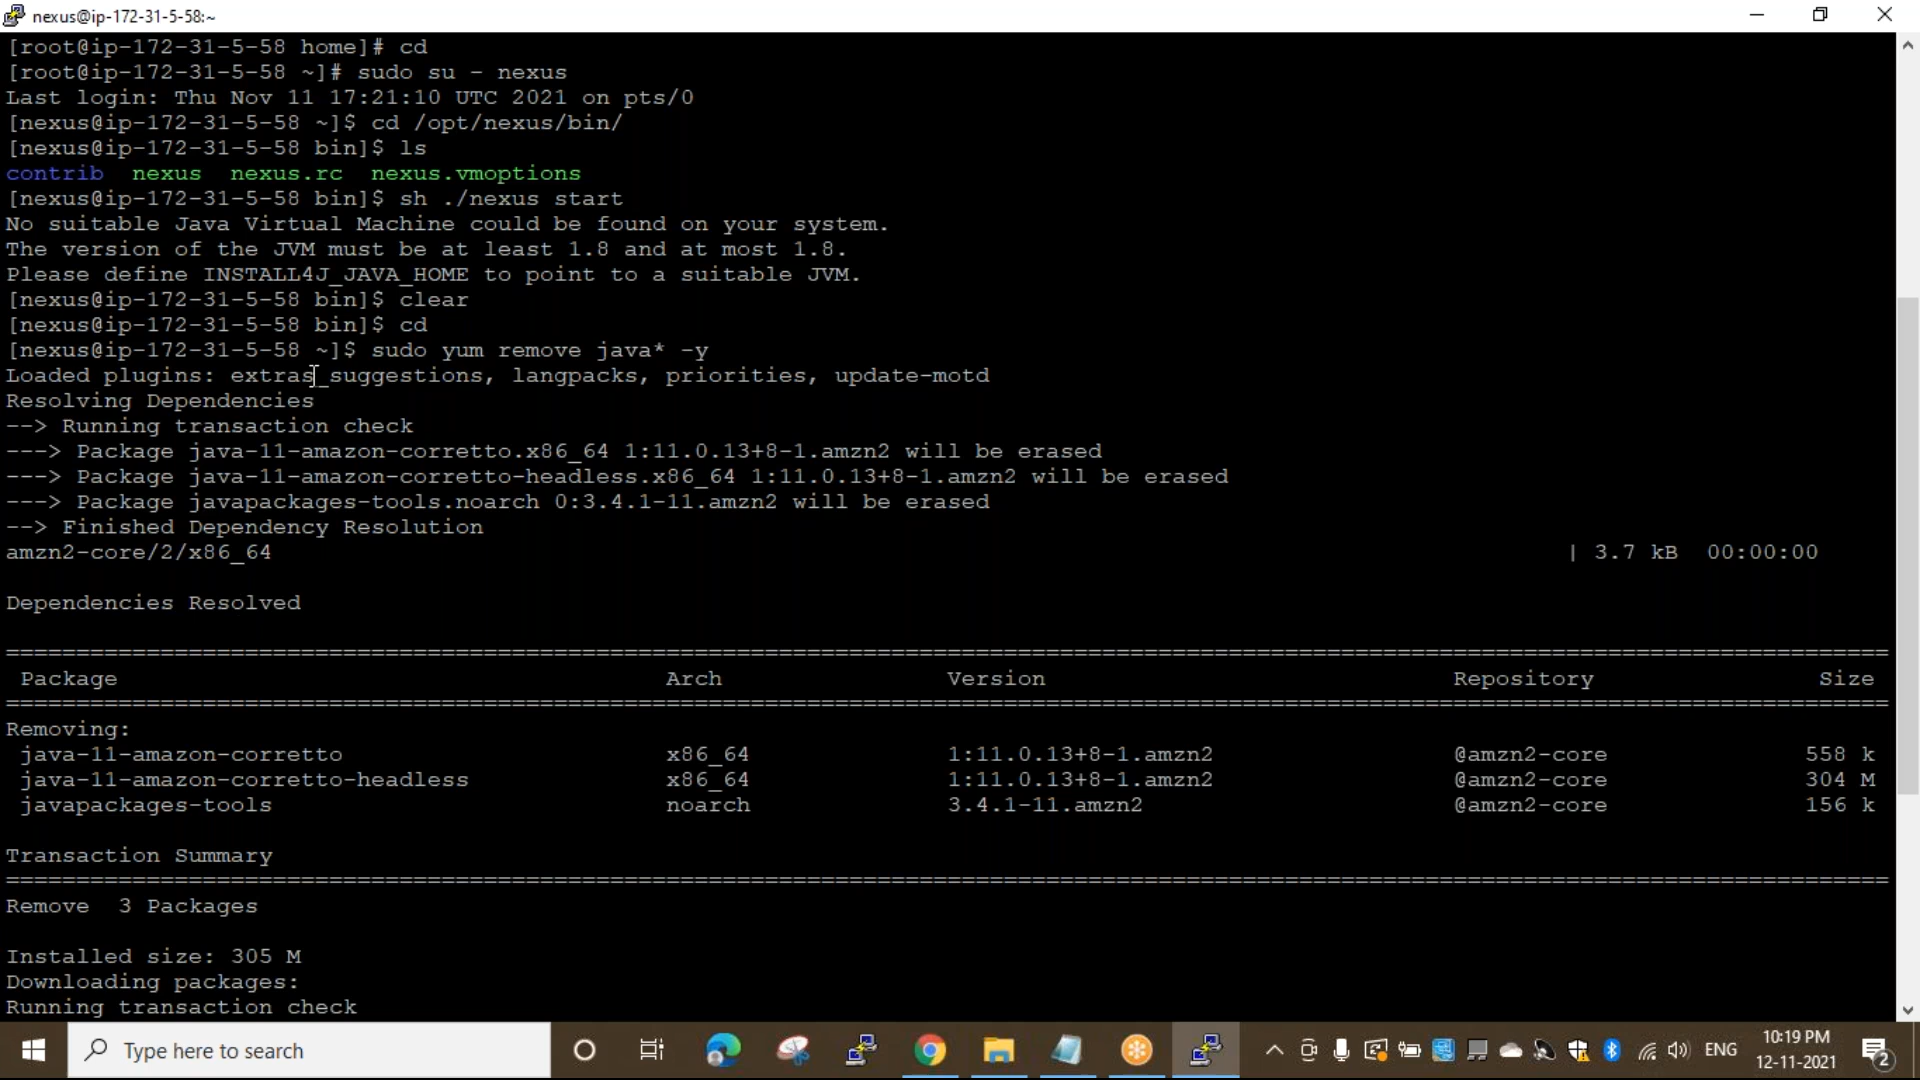 nexus@ip-172-31-5-58:~
[root@ip-172-31-5-58 home]# cd
[root@ip-172-31-5-58 ~]# sudo su - nexus
Last login: Thu Nov 11 17:21:10 UTC 2021 on pts/0
[nexus@ip-172-31-5-58 ~]$ cd /opt/nexus/bin/
[nexus@ip-172-31-5-58 bin]$ ls
contrib  nexus  nexus.rc  nexus.vmoptions
[nexus@ip-172-31-5-58 bin]$ sh ./nexus start
No suitable Java Virtual Machine could be found on your system.
The version of the JVM must be at least 1.8 and at most 1.8.
Please define INSTALL4J_JAVA_HOME to point to a suitable JVM.
[nexus@ip-172-31-5-58 bin]$ clear
[nexus@ip-172-31-5-58 bin]$ cd
[nexus@ip-172-31-5-58 ~]$ sudo yum remove java* -y
Loaded plugins: extras_suggestions, langpacks, priorities, update-motd
Resolving Dependencies
--> Running transaction check
---> Package java-11-amazon-corretto.x86_64 1:11.0.13+8-1.amzn2 will be erased
---> Package java-11-amazon-corretto-headless.x86_64 1:11.0.13+8-1.amzn2 will be erased
---> Package javapackages-tools.noarch 0:3.4.1-11.amzn2 will be erased
--> Finished Dependency Resolution
amzn2-core/2/x86_64 | 3.7 kB  00:00:00
Dependencies Resolved
================================================================================
Package Arch Version Repository Size
================================================================================
Removing:
java-11-amazon-corretto x86_64 1:11.0.13+8-1.amzn2 @amzn2-core 558 k
java-11-amazon-corretto-headless x86_64 1:11.0.13+8-1.amzn2 @amzn2-core 304 M
javapackages-tools noarch 3.4.1-11.amzn2 @amzn2-core 156 k
Transaction Summary
================================================================================
Remove  3 Packages
Installed size: 305 M
Downloading packages:
Running transaction check
Type here to search
ENG
10:19 PM
12-11-2021
2